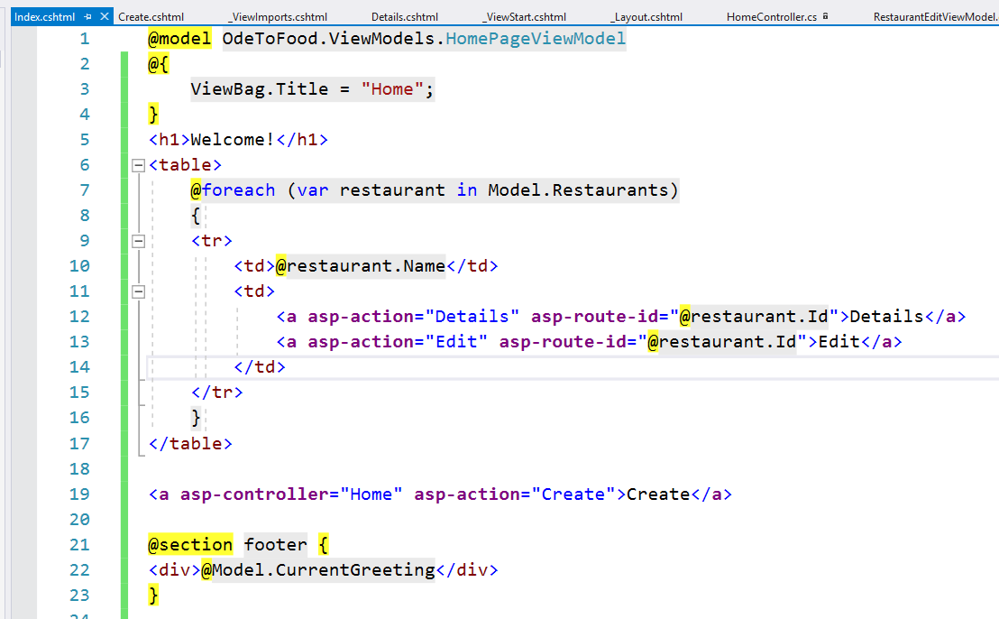 Index.cshtml Create.cshtml _ViewImports.cshtml Details.cshtml _ViewStart.cshtml _Layout.cshtml HomeController.cs RestaurantEditViewModel.
1 @model OdeToFood.ViewModels.HomePageViewModel
2 @{
3 ViewBag.Title = "Home";
4 }
5 <h1>Welcome!</h1>
6 <table>
7 @foreach (var restaurant in Model.Restaurants)
8 {
9 <tr>
10 <td>@restaurant.Name</td>
11 <td>
12 <a asp-action="Details" asp-route-id="@restaurant.Id">Details</a>
13 <a asp-action="Edit" asp-route-id="@restaurant.Id">Edit</a>
14 </td>
15 </tr>
16 }
17 </table>
18
19 <a asp-controller="Home" asp-action="Create">Create</a>
20
21 @section footer {
22 <div>@Model.CurrentGreeting</div>
23 }
24